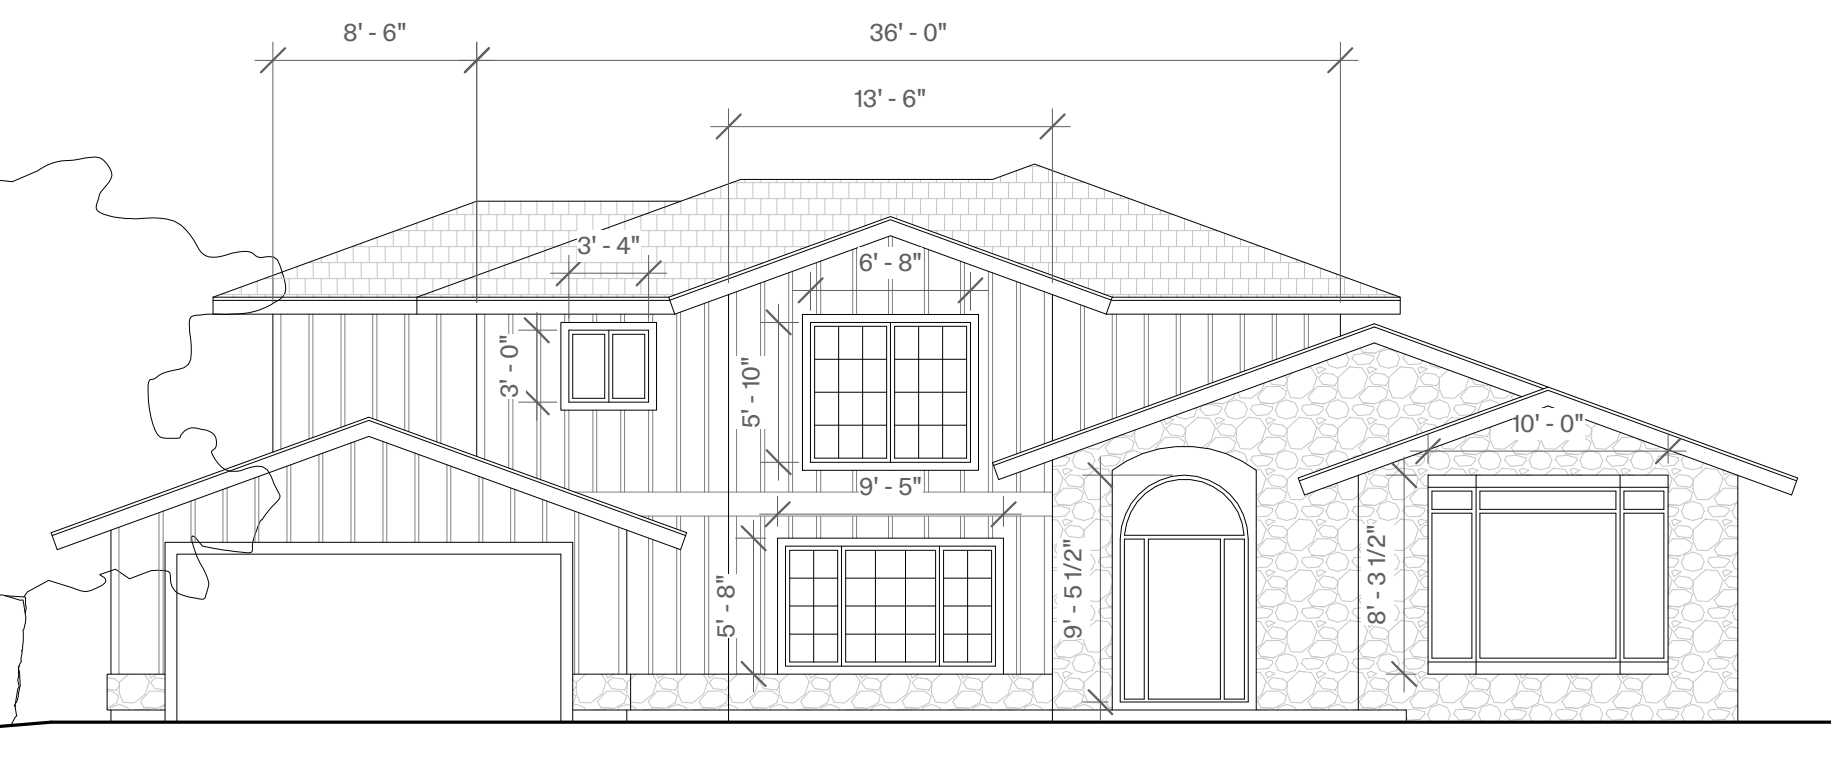 8' - 6"
36' - 0"
13' - 6"
3' - 4"
6' - 8"
3' - 0"
5' - 10"
10' - 0"
9' - 5"
9' - 5 1/2"
8' - 3 1/2"
5' - 8"